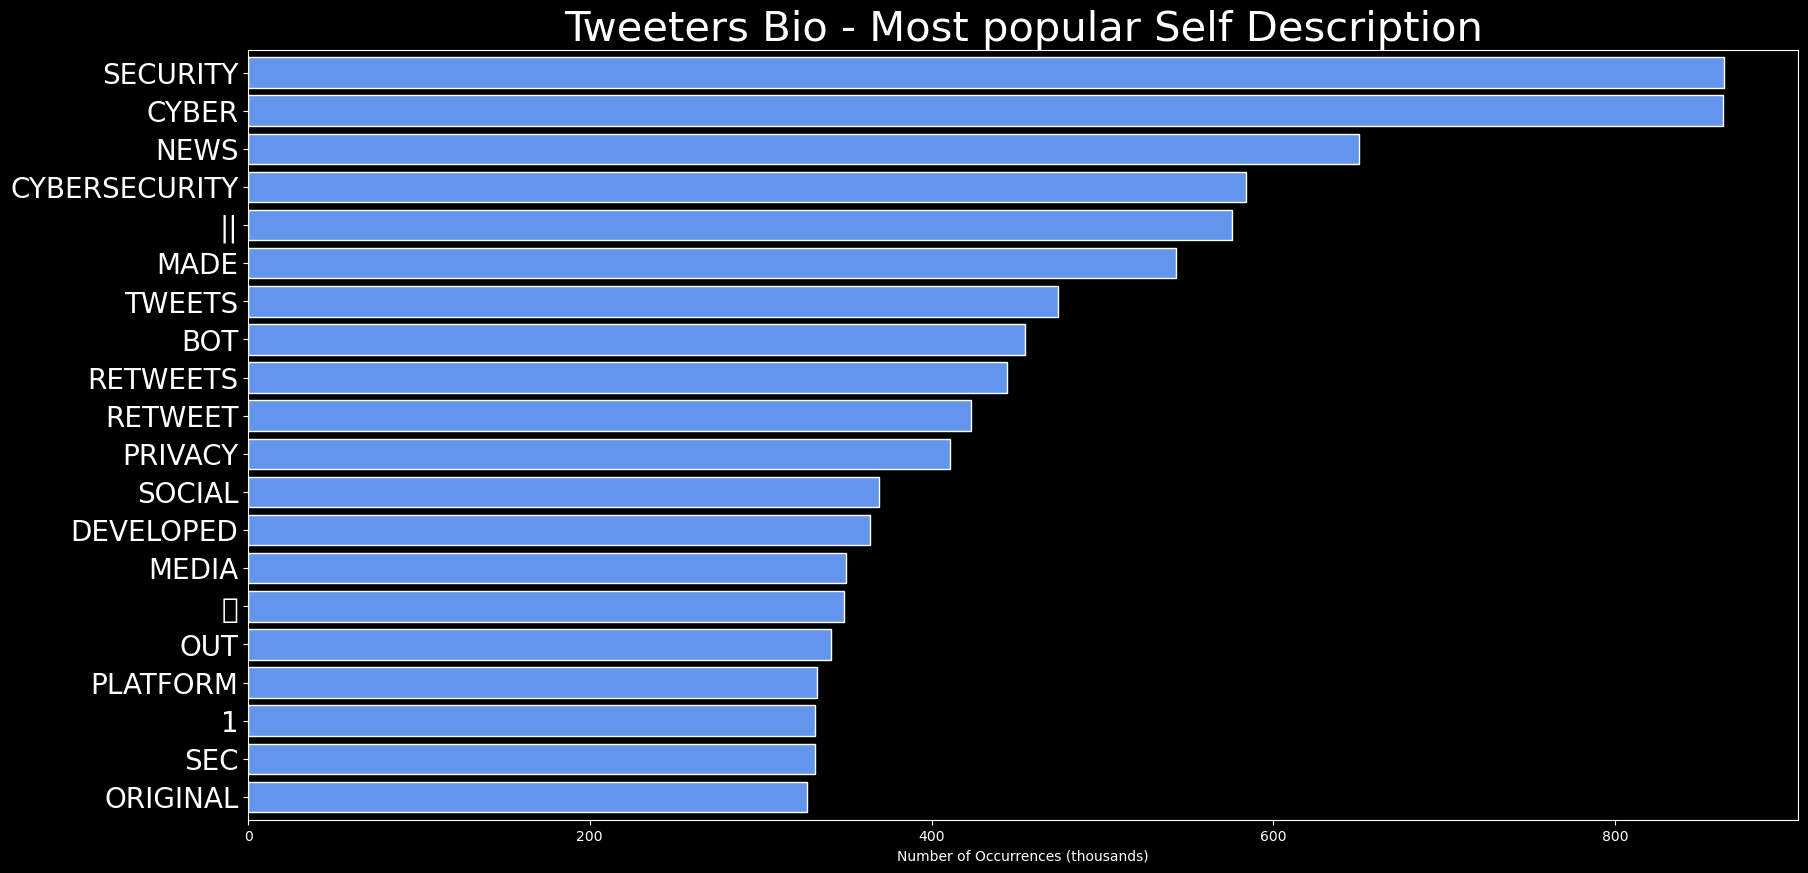 Tweeters Bio - Most popular Self Description
SECURITY
CYBER
NEWS
CYBERSECURITY
||
MADE
TWEETS
BOT
RETWEETS
RETWEET
PRIVACY
SOCIAL
DEVELOPED
MEDIA
OUT
PLATFORM
1
SEC
ORIGINAL
0 200 400 600 800
Number of Occurrences (thousands)